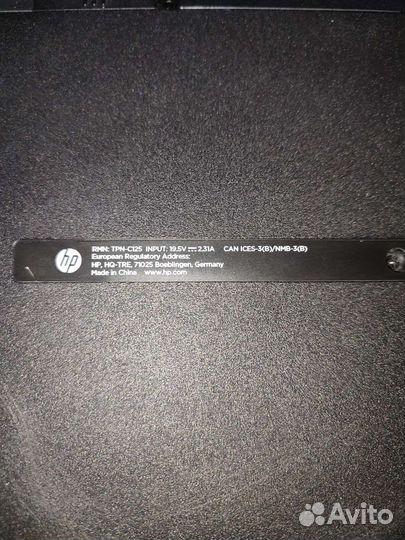 hp
RMN: TPN-C125 INPUT: 19.5V⎓2.31A CAN ICES-3(B)/NMB-3(B)
European Regulatory Address:
HP, HQ-TRE, 71025 Boeblingen, Germany
Made in China www.hp.com
Avito